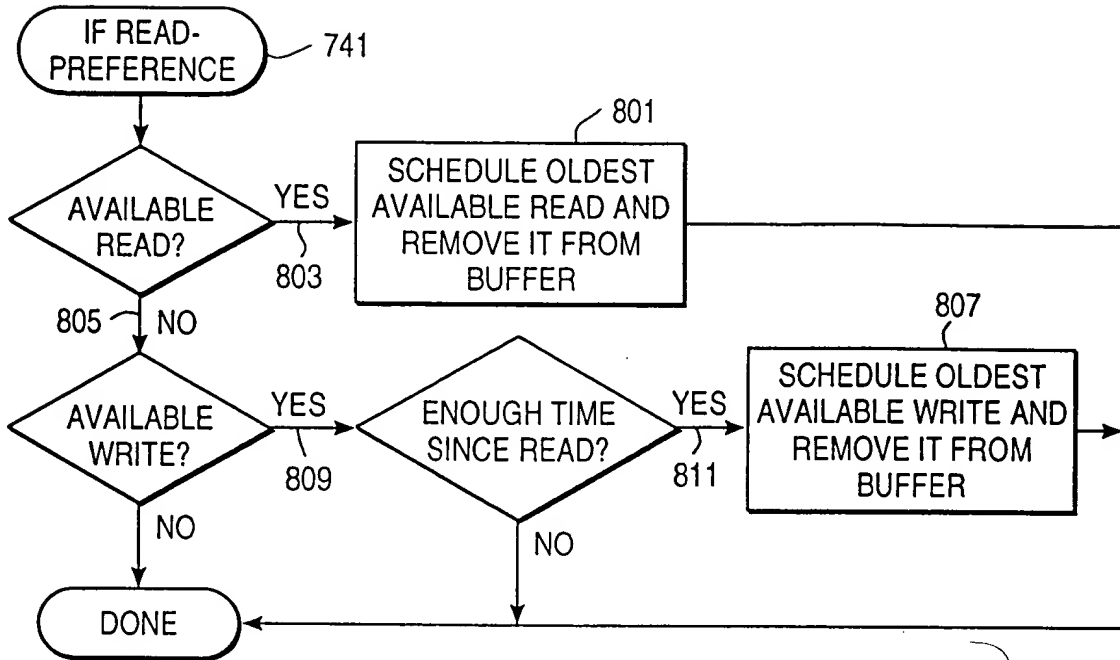 IF READ-
PREFERENCE
741
AVAILABLE
READ?
YES
803
801
SCHEDULE OLDEST
AVAILABLE READ AND
REMOVE IT FROM
BUFFER
805
NO
AVAILABLE
WRITE?
YES
809
ENOUGH TIME
SINCE READ?
YES
811
807
SCHEDULE OLDEST
AVAILABLE WRITE AND
REMOVE IT FROM
BUFFER
NO
NO
DONE